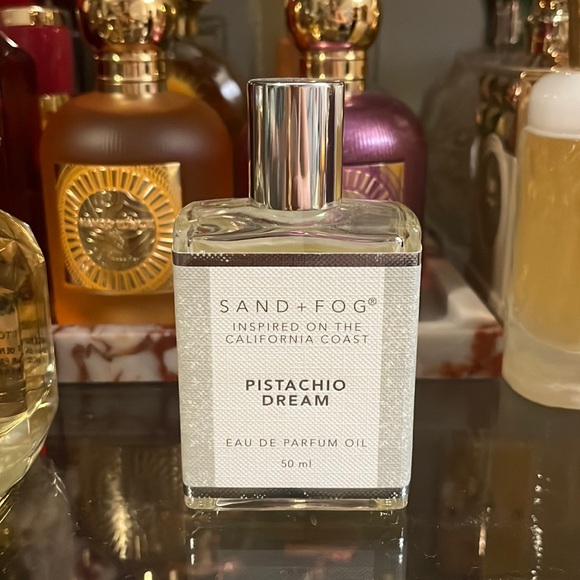 SAND + FOG®
INSPIRED ON THE
CALIFORNIA COAST
PISTACHIO
DREAM
EAU DE PARFUM OIL
50 ml